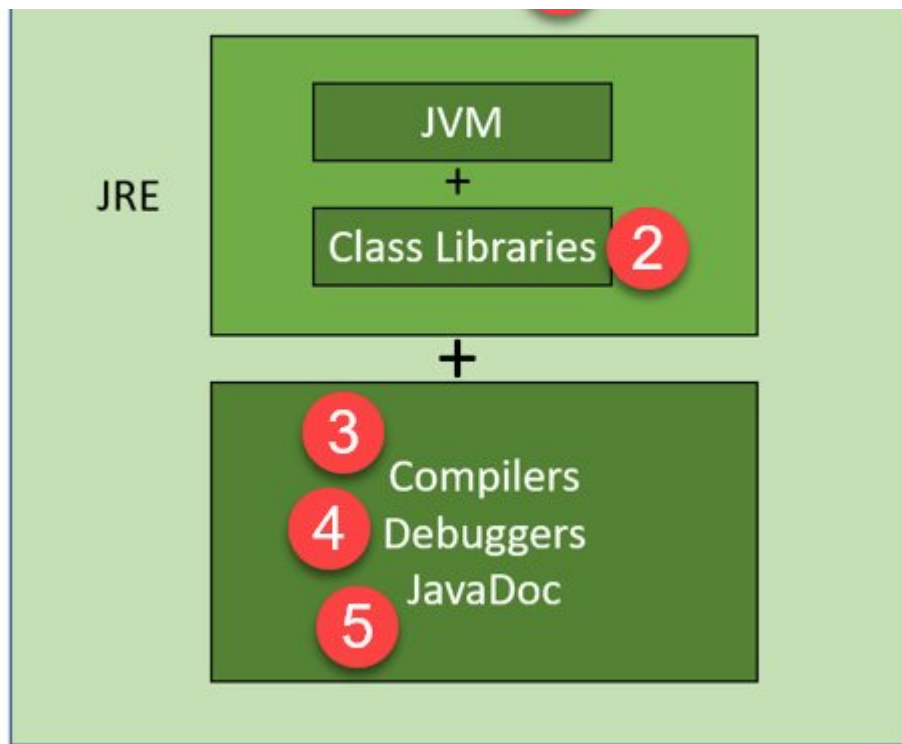 JVM
+
JRE
Class Libraries 2
+
3
Compilers
4 Debuggers
JavaDoc
5